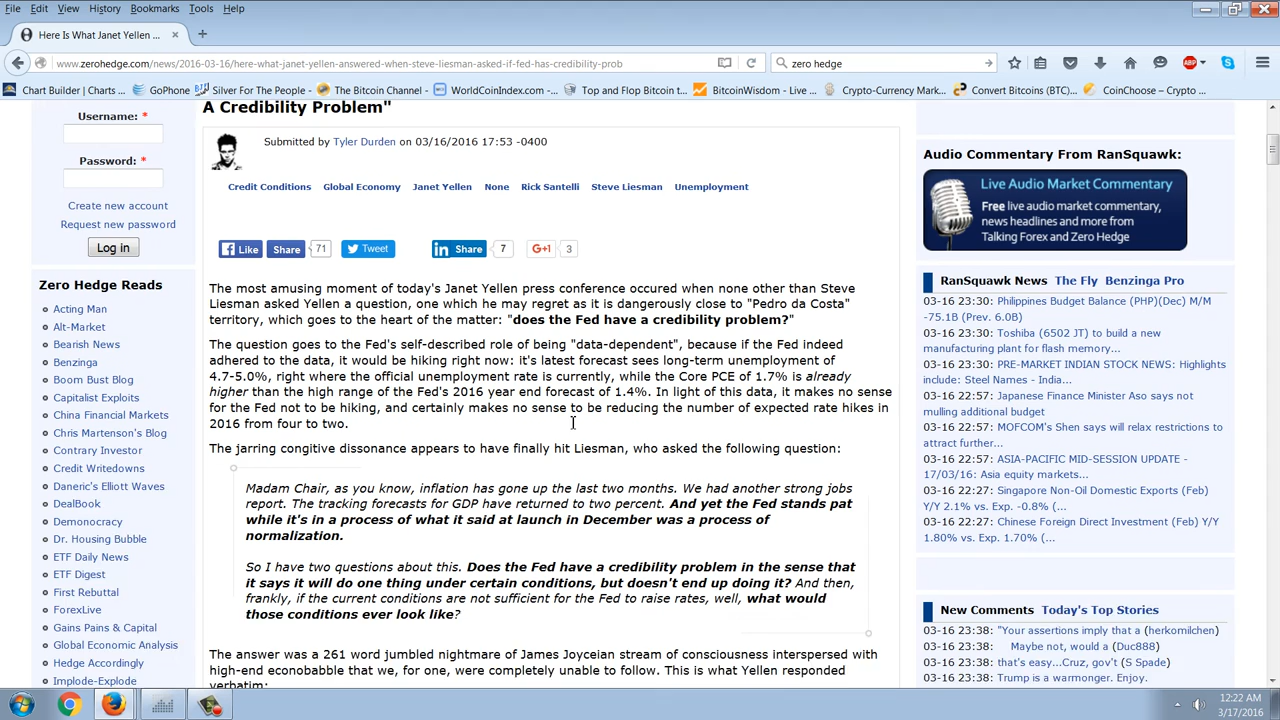 File Edit View History Bookmarks Tools Help
Here Is What Janet Yellen ...
www.zerohedge.com/news/2016-03-16/here-what-janet-yellen-answered-when-steve-liesman-asked-if-fed-has-credibility-prob
zero hedge
ABP
Chart Builder | Charts ... GoPhone Silver For The People - The Bitcoin Channel - WorldCoinIndex.com -... Top and Flop Bitcoin t... BitcoinWisdom - Live ... Crypto-Currency Mark... Convert Bitcoins (BTC)... CoinChoose – Crypto ...
A Credibility Problem"
Submitted by Tyler Durden on 03/16/2016 17:53 -0400
Credit Conditions Global Economy Janet Yellen None Rick Santelli Steve Liesman Unemployment
Like Share 71 Tweet Share 7 G+1 3
The most amusing moment of today's Janet Yellen press conference occured when none other than Steve
Liesman asked Yellen a question, one which he may regret as it is dangerously close to "Pedro da Costa"
territory, which goes to the heart of the matter: "does the Fed have a credibility problem?"
The question goes to the Fed's self-described role of being "data-dependent", because if the Fed indeed
adhered to the data, it would be hiking right now: it's latest forecast sees long-term unemployment of
4.7-5.0%, right where the official unemployment rate is currently, while the Core PCE of 1.7% is already
higher than the high range of the Fed's 2016 year end forecast of 1.4%. In light of this data, it makes no sense
for the Fed not to be hiking, and certainly makes no sense to be reducing the number of expected rate hikes in
2016 from four to two.
The jarring congitive dissonance appears to have finally hit Liesman, who asked the following question:
Madam Chair, as you know, inflation has gone up the last two months. We had another strong jobs
report. The tracking forecasts for GDP have returned to two percent. And yet the Fed stands pat
while it's in a process of what it said at launch in December was a process of
normalization.
So I have two questions about this. Does the Fed have a credibility problem in the sense that
it says it will do one thing under certain conditions, but doesn't end up doing it? And then,
frankly, if the current conditions are not sufficient for the Fed to raise rates, well, what would
those conditions ever look like?
The answer was a 261 word jumbled nightmare of James Joyceian stream of consciousness interspersed with
high-end econobabble that we, for one, were completely unable to follow. This is what Yellen responded
verbatim:
Username: *
Password: *
Create new account
Request new password
Log in
Zero Hedge Reads
Acting Man
Alt-Market
Bearish News
Benzinga
Boom Bust Blog
Capitalist Exploits
China Financial Markets
Chris Martenson's Blog
Contrary Investor
Credit Writedowns
Daneric's Elliott Waves
DealBook
Demonocracy
Dr. Housing Bubble
ETF Daily News
ETF Digest
First Rebuttal
ForexLive
Gains Pains & Capital
Global Economic Analysis
Hedge Accordingly
Implode-Explode
Audio Commentary From RanSquawk:
Live Audio Market Commentary
Free live audio market commentary,
news headlines and more from
Talking Forex and Zero Hedge
RanSquawk News The Fly Benzinga Pro
03-16 23:30: Philippines Budget Balance (PHP)(Dec) M/M
-75.1B (Prev. 6.0B)
03-16 23:30: Toshiba (6502 JT) to build a new
manufacturing plant for flash memory...
03-16 23:30: PRE-MARKET INDIAN STOCK NEWS: Highlights
include: Steel Names - India...
03-16 22:57: Japanese Finance Minister Aso says not
mulling additional budget
03-16 22:57: MOFCOM's Shen says will relax restrictions to
attract further...
03-16 22:57: ASIA-PACIFIC MID-SESSION UPDATE -
17/03/16: Asia equity markets...
03-16 22:27: Singapore Non-Oil Domestic Exports (Feb)
Y/Y 2.1% vs. Exp. -0.8% (...
03-16 22:27: Chinese Foreign Direct Investment (Feb) Y/Y
1.80% vs. Exp. 1.70% (...
New Comments Today's Top Stories
03-16 23:38: "Your assertions imply that a (herkomilchen)
03-16 23:38: Maybe not, would a (Duc888)
03-16 23:38: that's easy...Cruz, gov't (S Spade)
03-16 23:38: Trump is a warmonger. Enjoy.
12:22 AM
3/17/2016